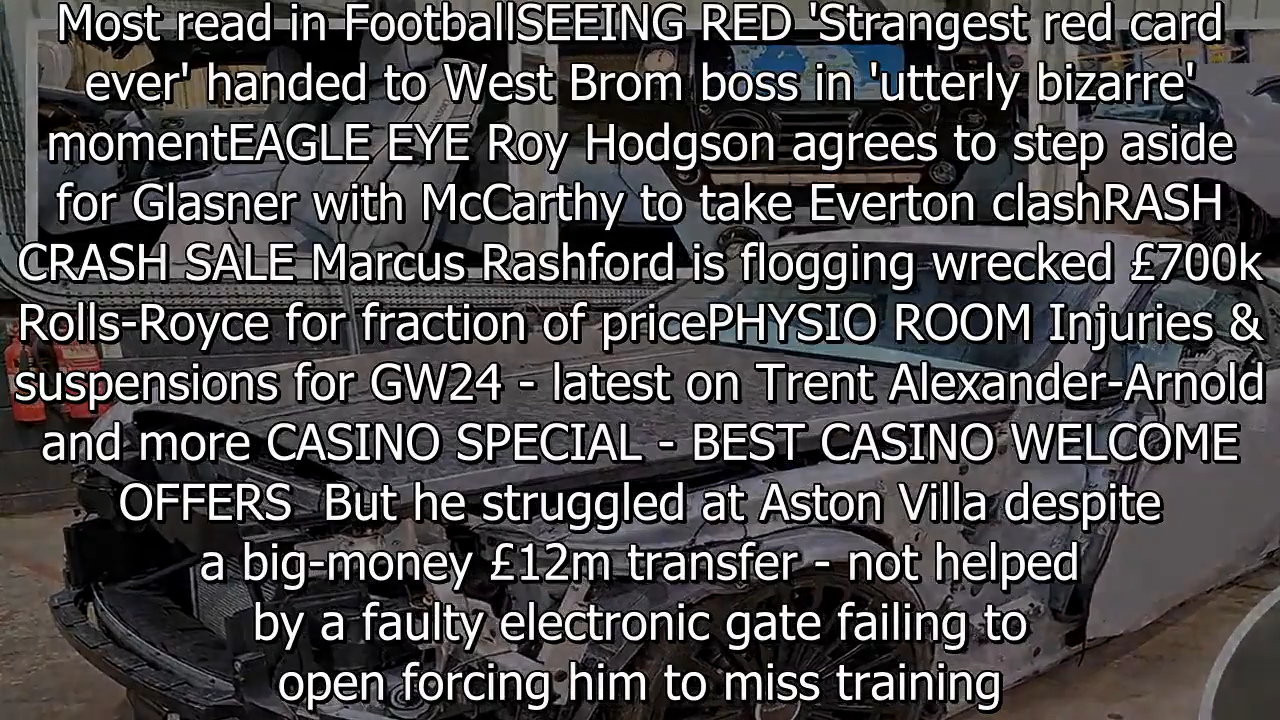 Most read in FootballSEEING RED 'Strangest red card
ever' handed to West Brom boss in 'utterly bizarre'
momentEAGLE EYE Roy Hodgson agrees to step aside
for Glasner with McCarthy to take Everton clashRASH
CRASH SALE Marcus Rashford is flogging wrecked £700k
Rolls-Royce for fraction of pricePHYSIO ROOM Injuries &
suspensions for GW24 - latest on Trent Alexander-Arnold
and more CASINO SPECIAL - BEST CASINO WELCOME
OFFERS  But he struggled at Aston Villa despite
a big-money £12m transfer - not helped
by a faulty electronic gate failing to
open forcing him to miss training